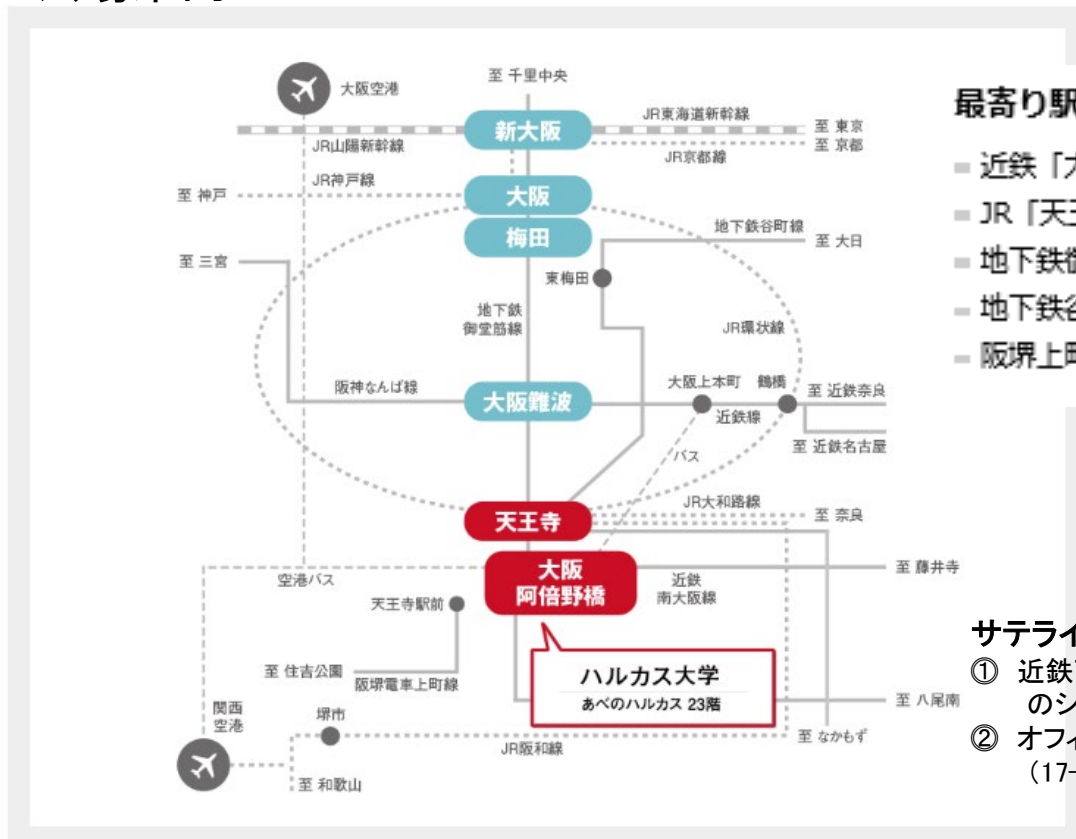 大阪空港
至 千里中央
新大阪
JR東海道新幹線
至 東京
至 京都
JR山陽新幹線
JR京都線
至 神戸
JR神戸線
大阪
梅田
地下鉄谷町線
至 大日
至 三宮
東梅田
地下鉄
御堂筋線
JR環状線
阪神なんば線
大阪難波
大阪上本町
鶴橋
至 近鉄奈良
近鉄線
至 近鉄名古屋
バス
天王寺
JR大和路線
至 奈良
大阪
阿倍野橋
空港バス
近鉄
南大阪線
至 藤井寺
天王寺駅前
至 住吉公園
阪堺電車上町線
ハルカス大学
あべのハルカス 23階
至 八尾南
関西
空港
堺市
JR阪和線
至 なかもず
至 和歌山
最寄り駅
近鉄「
JR「天王
地下鉄
地下鉄
阪堺上町
サテライ
① 近鉄
のシ
② オフィ
(17-